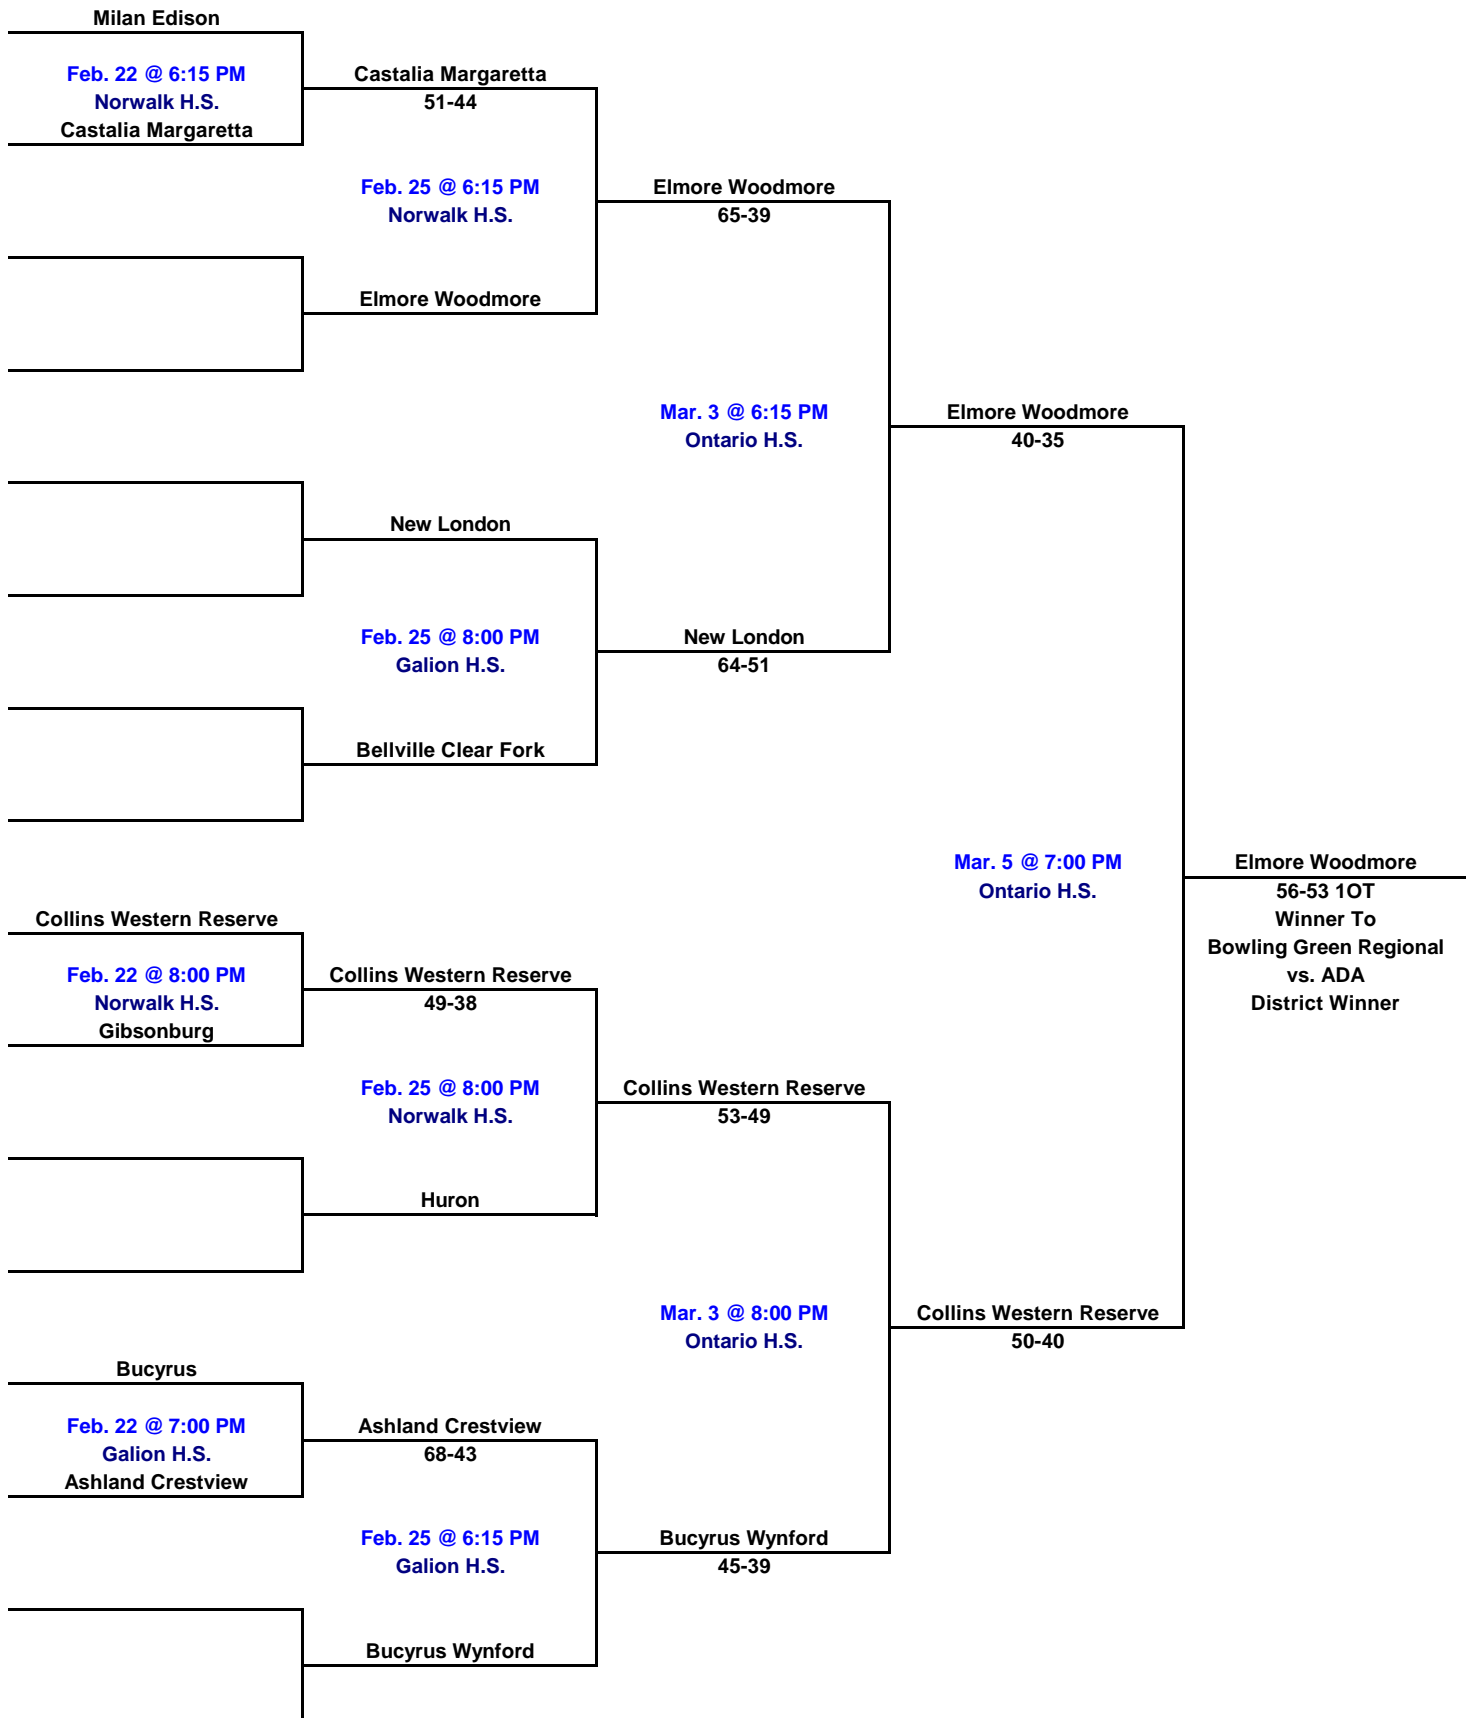 Milan Edison
Feb. 22 @ 6:15 PM
Norwalk H.S.
Castalia Margaretta
Castalia Margaretta
51-44
Feb. 25 @ 6:15 PM
Norwalk H.S.
Elmore Woodmore
Elmore Woodmore
65-39
New London
Feb. 25 @ 8:00 PM
Galion H.S.
Bellville Clear Fork
New London
64-51
Mar. 3 @ 6:15 PM
Ontario H.S.
Elmore Woodmore
40-35
Collins Western Reserve
Feb. 22 @ 8:00 PM
Norwalk H.S.
Gibsonburg
Collins Western Reserve
49-38
Feb. 25 @ 8:00 PM
Norwalk H.S.
Huron
Collins Western Reserve
53-49
Bucyrus
Feb. 22 @ 7:00 PM
Galion H.S.
Ashland Crestview
Ashland Crestview
68-43
Feb. 25 @ 6:15 PM
Galion H.S.
Bucyrus Wynford
Bucyrus Wynford
45-39
Mar. 3 @ 8:00 PM
Ontario H.S.
Collins Western Reserve
50-40
Mar. 5 @ 7:00 PM
Ontario H.S.
Elmore Woodmore
56-53 1OT
Winner To
Bowling Green Regional
vs. ADA
District Winner